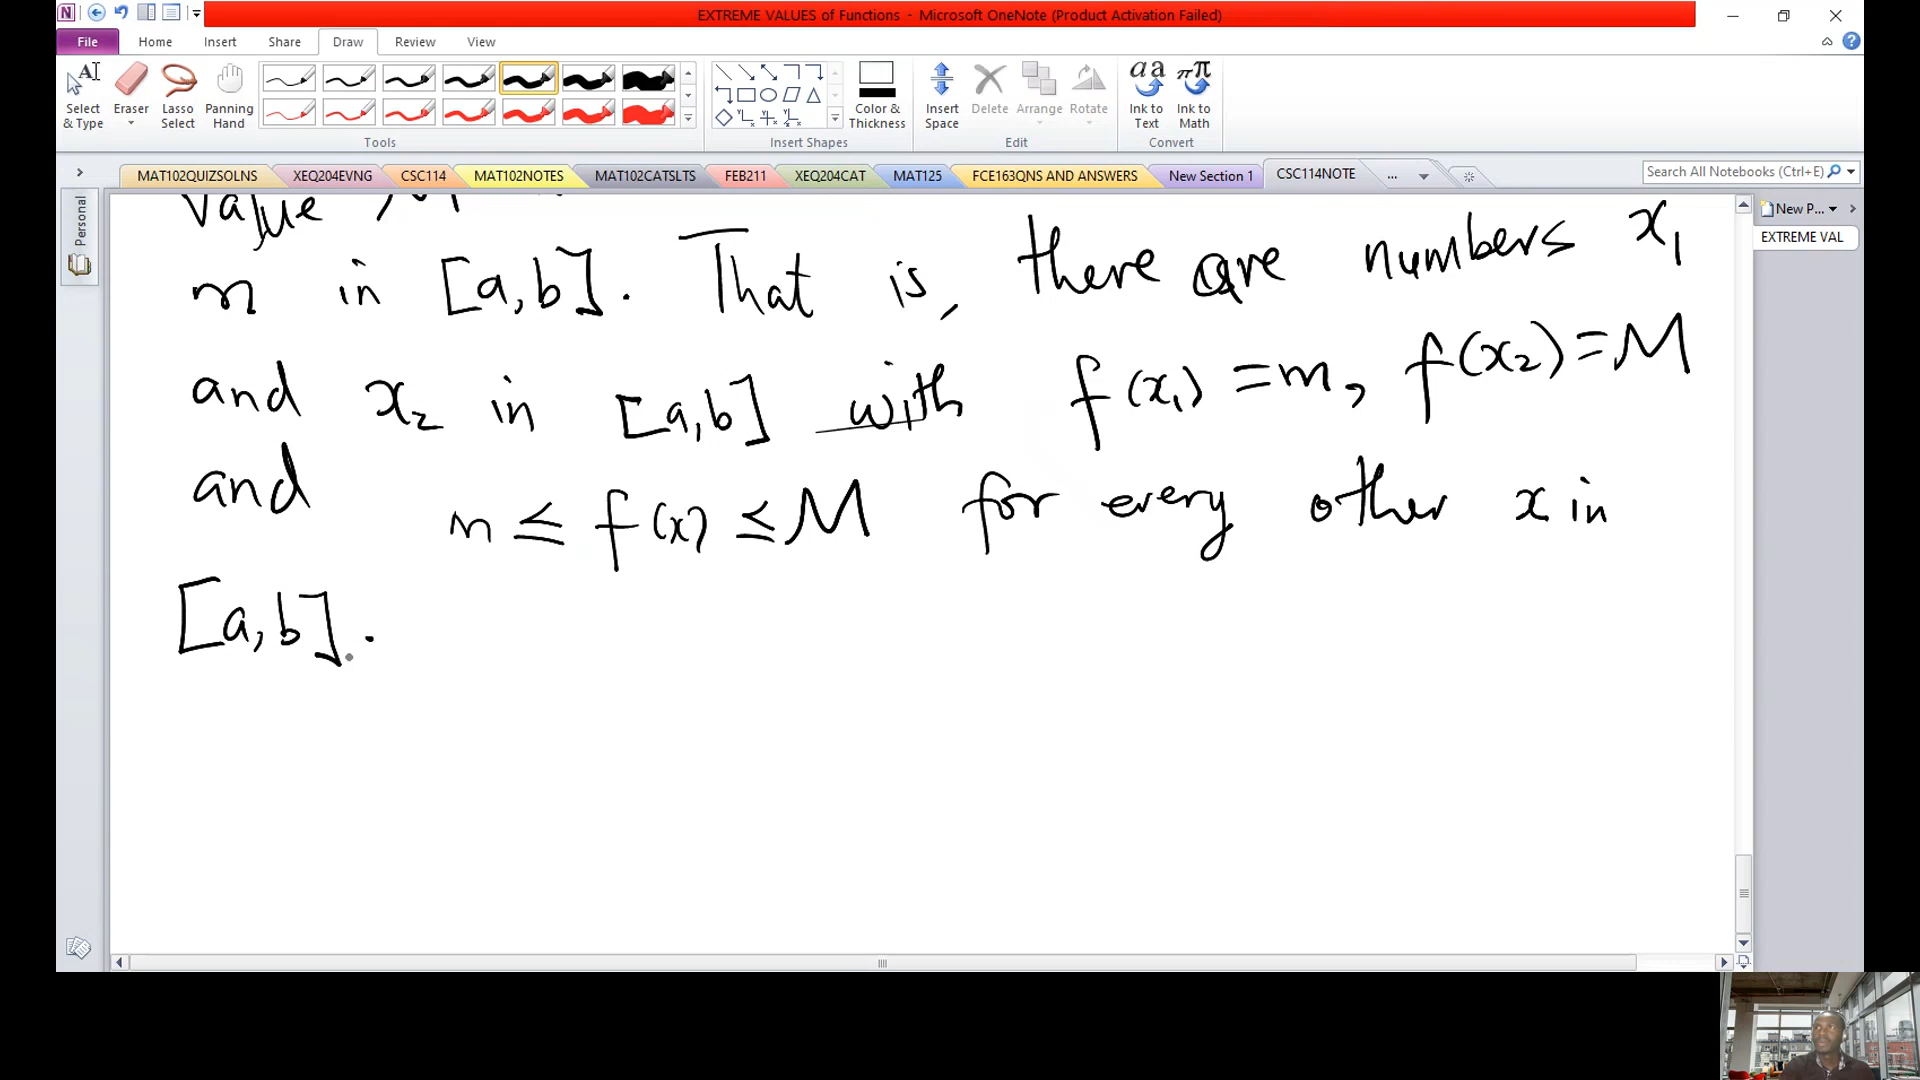 EXTREME VALUES of Functions - Microsoft OneNote (Product Activation Failed)
File Home Insert Share Draw Review View
Select & Type
Eraser
Lasso Select
Panning Hand
Color & Thickness
Insert Space
Delete
Arrange
Rotate
Ink to Text
Ink to Math
Tools
Insert Shapes
Edit
Convert
MAT102QUIZSOLNS XEQ204EVNG CSC114 MAT102NOTES MAT102CATSLTS FEB211 XEQ204CAT MAT125 FCE163QNS AND ANSWERS New Section 1 CSC114NOTE ...
Search All Notebooks (Ctrl+E)
Personal
New P...
EXTREME VAL
value
m in [a,b]. That is, there are numbers x₁
and x₂ in [a,b] with f(x₁) = m, f(x₂) = M
and m ≤ f(x) ≤ M for every other x in
[a,b].